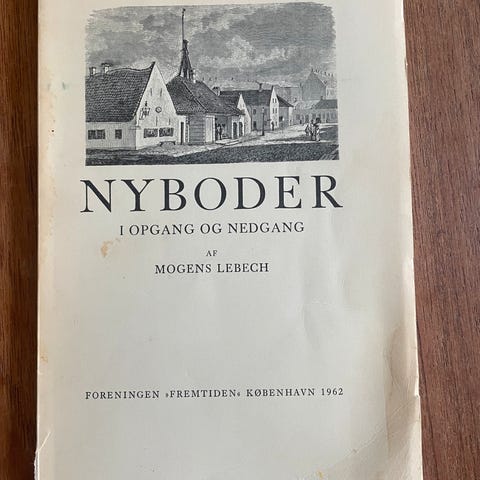 NYBODER
I OPGANG OG NEDGANG
AF
MOGENS LEBECH
FORENINGEN »FREMTIDEN« KØBENHAVN 1962